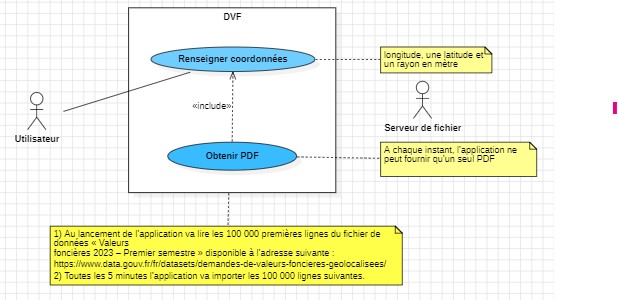 DVF
Renseigner coordonnées
longitude, une latitude et
un rayon en mètre
«include»
Utilisateur
Serveur de fichier
Obtenir PDF
A chaque instant, l'application ne
peut fournir qu'un seul PDF
1) Au lancement de l'application va lire les 100 000 premières lignes du fichier de
données « Valeurs
foncières 2023 – Premier semestre » disponible à l'adresse suivante :
https://www.data.gouv.fr/fr/datasets/demandes-de-valeurs-foncieres-geolocalisees/
2) Toutes les 5 minutes l'application va importer les 100 000 lignes suivantes.